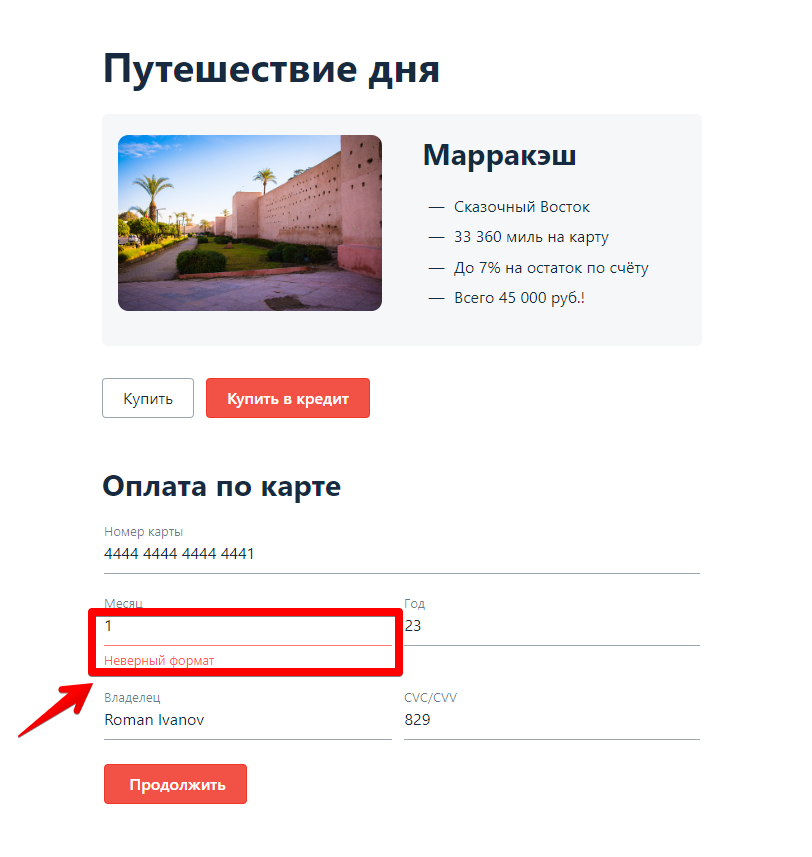 Путешествие дня
Марракэш
— Сказочный Восток
— 33 360 миль на карту
— До 7% на остаток по счёту
— Всего 45 000 руб.!
Купить
Купить в кредит
Оплата по карте
Номер карты
4444 4444 4444 4441
Месяц
1
Неверный формат
Год
23
Владелец
Roman Ivanov
CVC/CVV
829
Продолжить